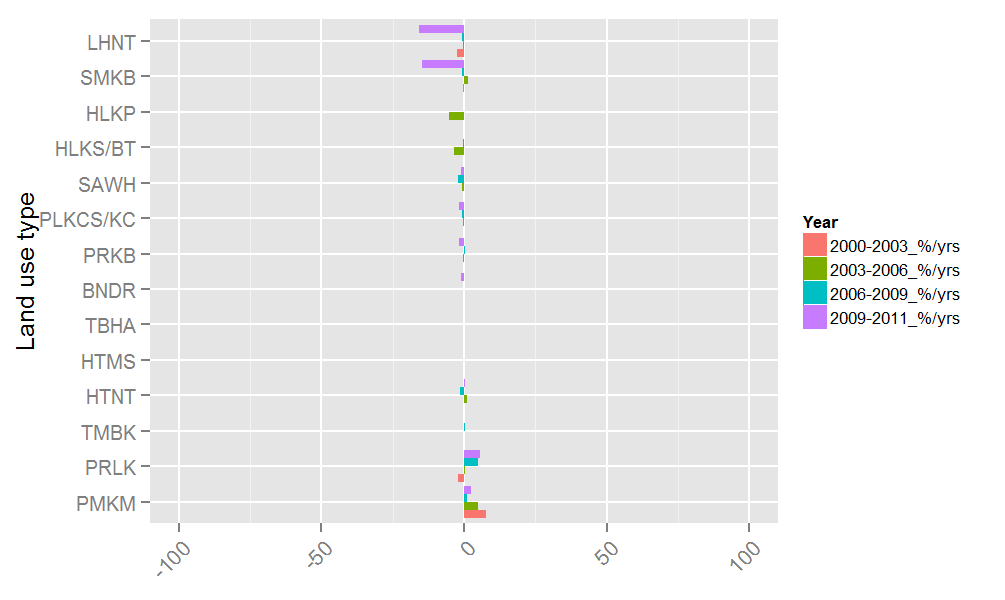 Land use type
LHNT
SMKB
HLKP
HLKS/BT
SAWH
PLKCS/KC
PRKB
BNDR
TBHA
HTMS
HTNT
TMBK
PRLK
PMKM
-100
-50
0
50
100
Year
2000-2003_%/yrs
2003-2006_%/yrs
2006-2009_%/yrs
2009-2011_%/yrs